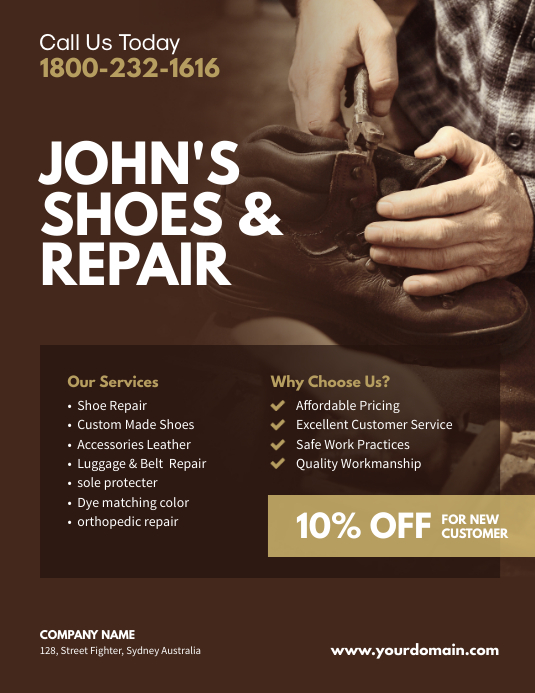 Call Us Today
1800-232-1616
JOHN'S
SHOES &
REPAIR
Our Services
• Shoe Repair
• Custom Made Shoes
• Accessories Leather
• Luggage & Belt Repair
• sole protecter
• Dye matching color
• orthopedic repair
Why Choose Us?
Affordable Pricing
Excellent Customer Service
Safe Work Practices
Quality Workmanship
10% OFF
FOR NEW
CUSTOMER
COMPANY NAME
128, Street Fighter, Sydney Australia
www.yourdomain.com